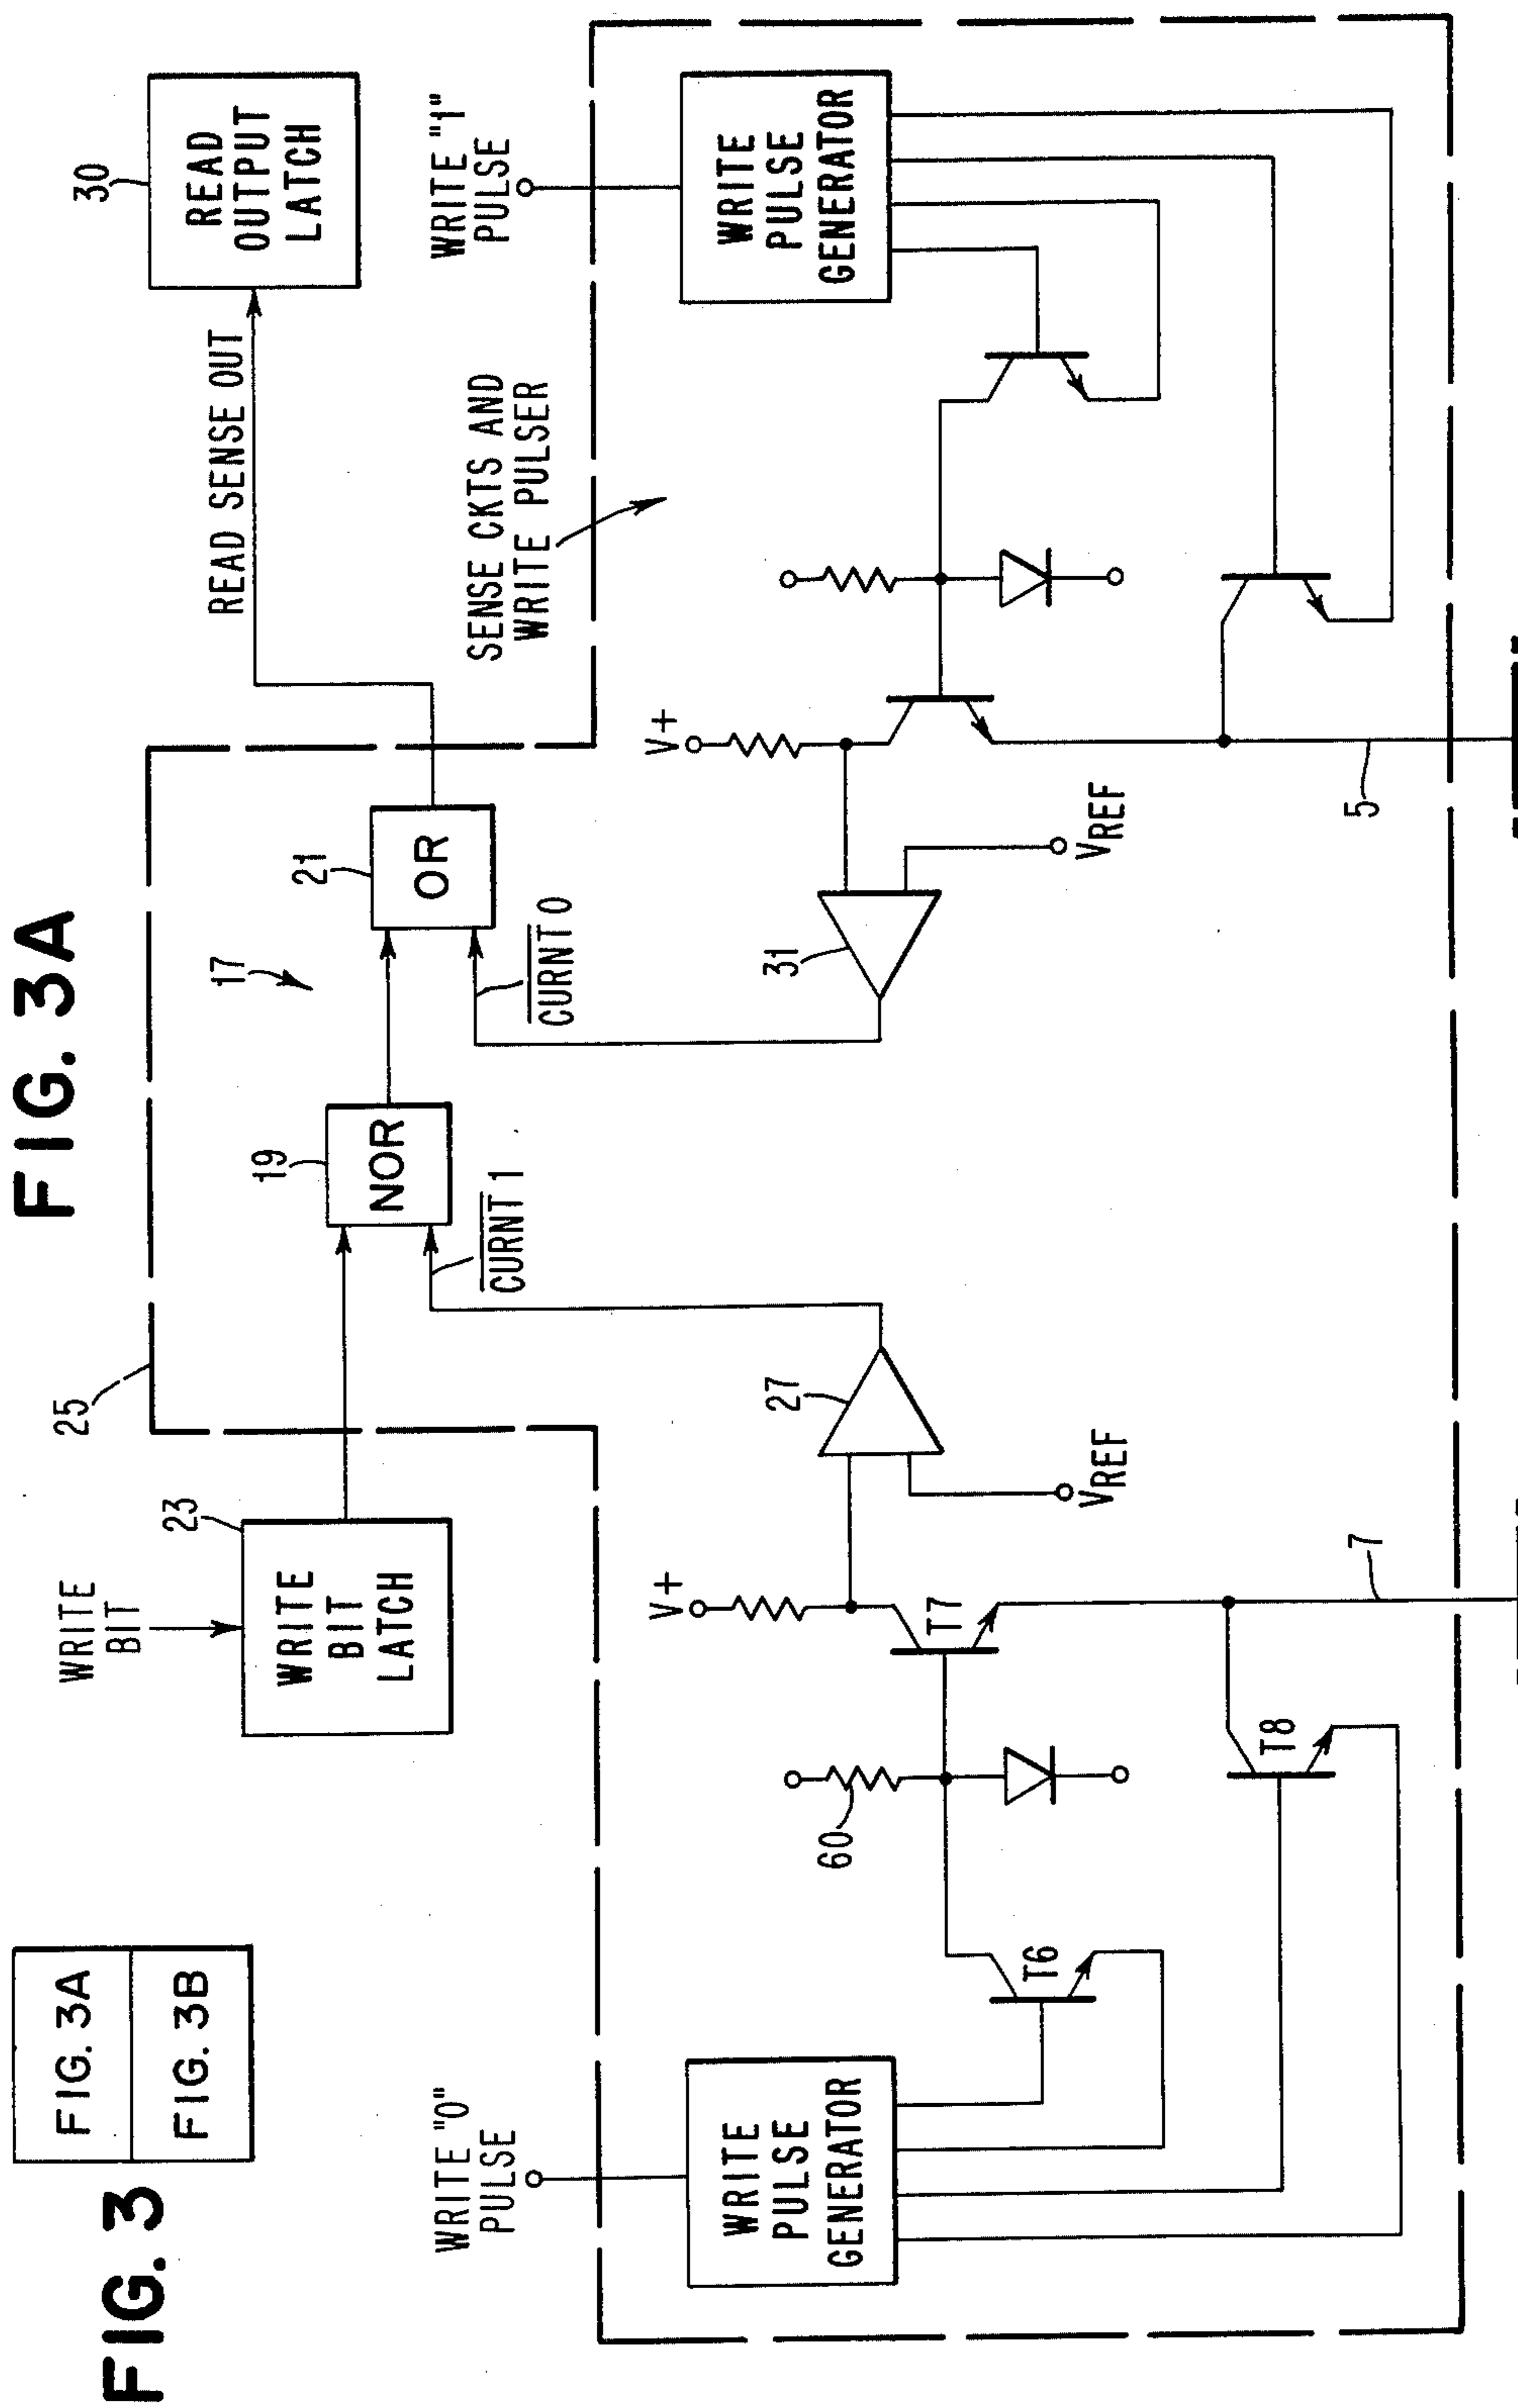 FIG. 3
FIG. 3A
FIG. 3B
FIG. 3A
WRITE
BIT
23
WRITE
BIT
LATCH
25
19
NOR
17
21
OR
READ SENSE OUT
30
READ
OUTPUT
LATCH
CURNT 1
CURNT 0
WRITE "0"
PULSE
WRITE "1"
PULSE
SENSE CKTS AND
WRITE PULSER
WRITE
PULSE
GENERATOR
T6
60
V+
T7
27
VREF
T8
7
31
VREF
V+
5
WRITE
PULSE
GENERATOR